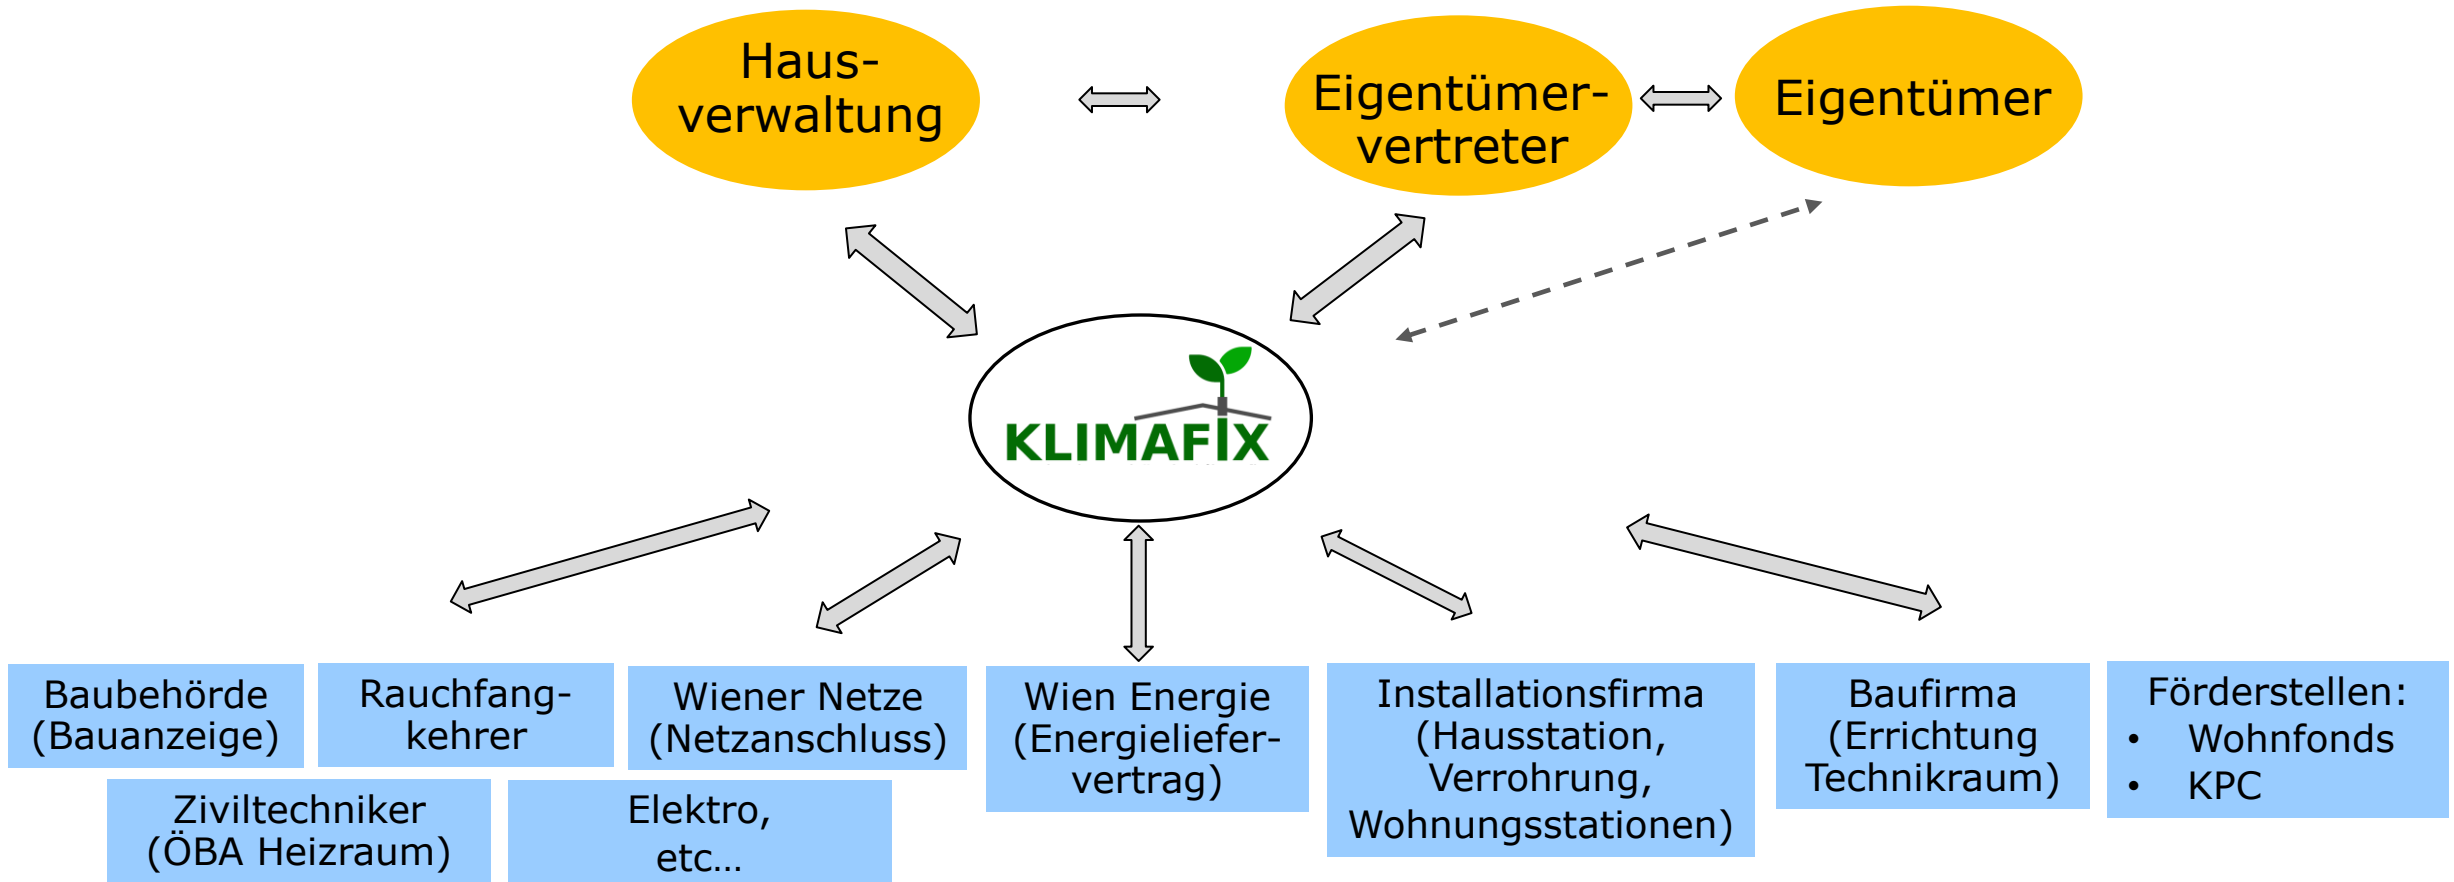 Haus-
verwaltung
Eigentümer-
vertreter
Eigentümer
KLIMAFIX
Baubehörde
(Bauanzeige)
Rauchfang-
kehrer
Wiener Netze
(Netzanschluss)
Wien Energie
(Energieliefer-
vertrag)
Installationsfirma
(Hausstation,
Verrohrung,
Wohnungsstationen)
Baufirma
(Errichtung
Technikraum)
Förderstellen:
• Wohnfonds
• KPC
Ziviltechniker
(ÖBA Heizraum)
Elektro,
etc…